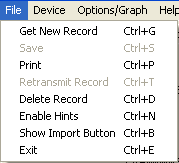 File Device Options/Graph Help
Get New Record Ctrl+G
Save Ctrl+S
Print Ctrl+P
Retransmit Record Ctrl+T
Delete Record Ctrl+D
Enable Hints Ctrl+N
Show Import Button Ctrl+B
Exit Ctrl+E